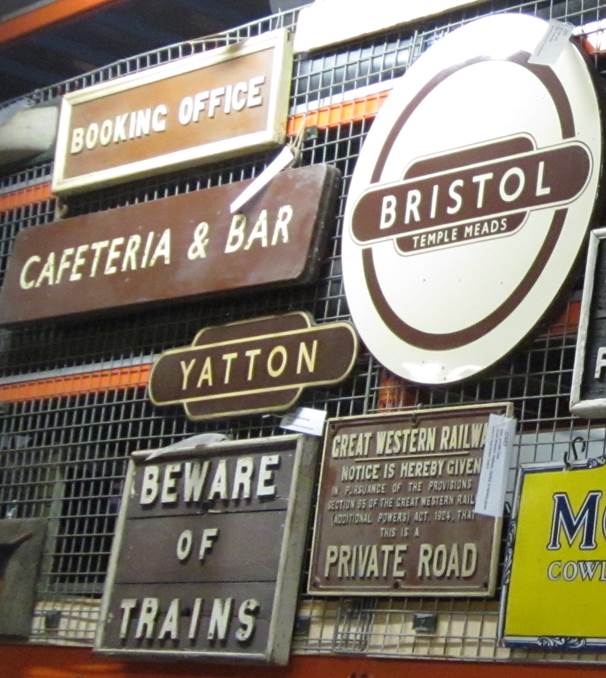 BOOKING OFFICE
CAFETERIA & BAR
BRISTOL
TEMPLE MEADS
YATTON
BEWARE
OF
TRAINS
GREAT WESTERN RAILWA
NOTICE IS HEREBY GIVEN
IN PURSUANCE OF THE PROVISIONS
SECTION 95 OF THE GREAT WESTERN RAIL
(ADDITIONAL POWERS) ACT, 1924, THAT
THIS IS A
PRIVATE ROAD
M
COWL